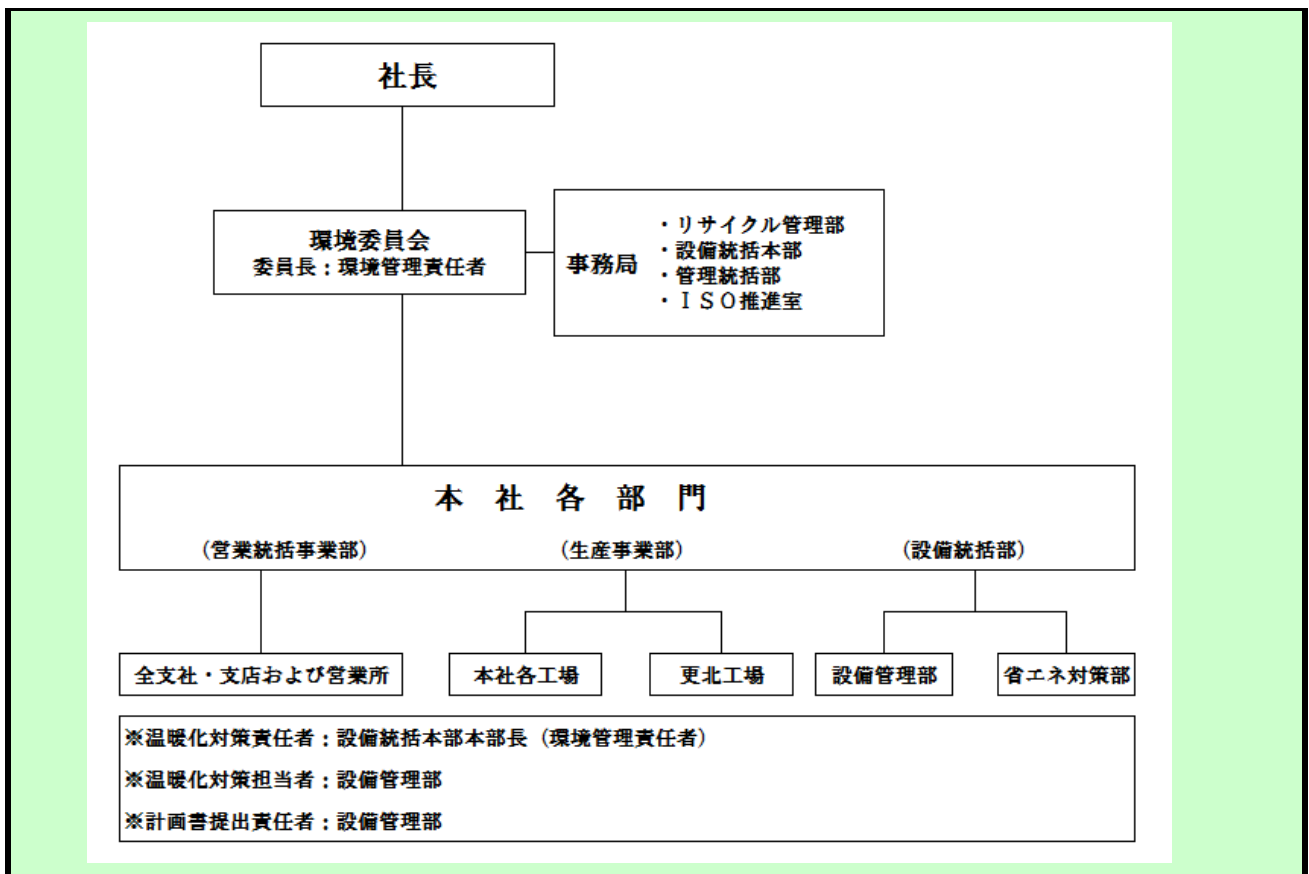 社長
環境委員会
委員長：環境管理責任者
事務局
・リサイクル管理部
・設備統括本部
・管理統括部
・ＩＳＯ推進室
本　社　各　部　門
（営業統括事業部）
（生産事業部）
（設備統括部）
全支社・支店および営業所
本社各工場
更北工場
設備管理部
省エネ対策部
※温暖化対策責任者：設備統括本部本部長（環境管理責任者）
※温暖化対策担当者：設備管理部
※計画書提出責任者：設備管理部